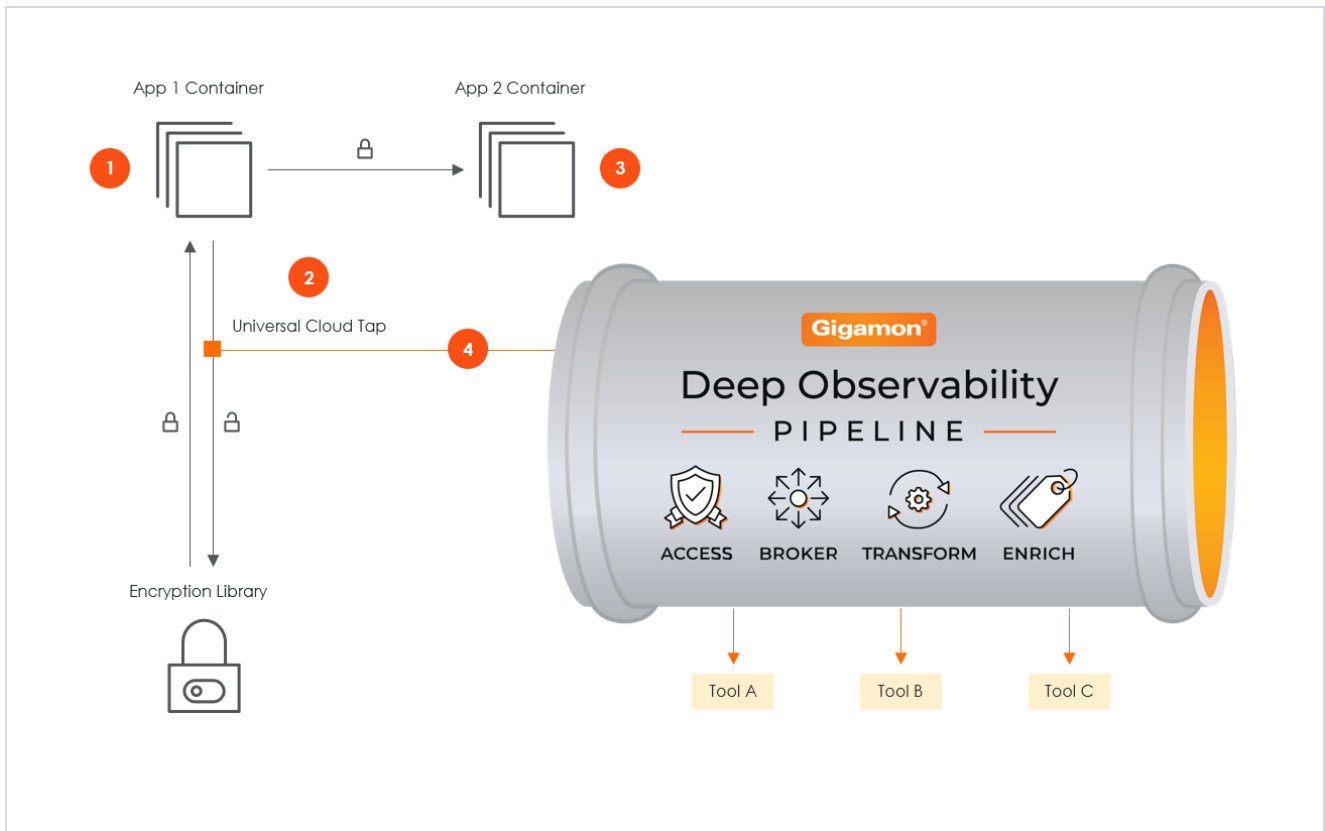 App 1 Container
App 2 Container
1
3
2
Universal Cloud Tap
4
Gigamon®
Deep Observability
PIPELINE
ACCESS
BROKER
TRANSFORM
ENRICH
Encryption Library
Tool A
Tool B
Tool C